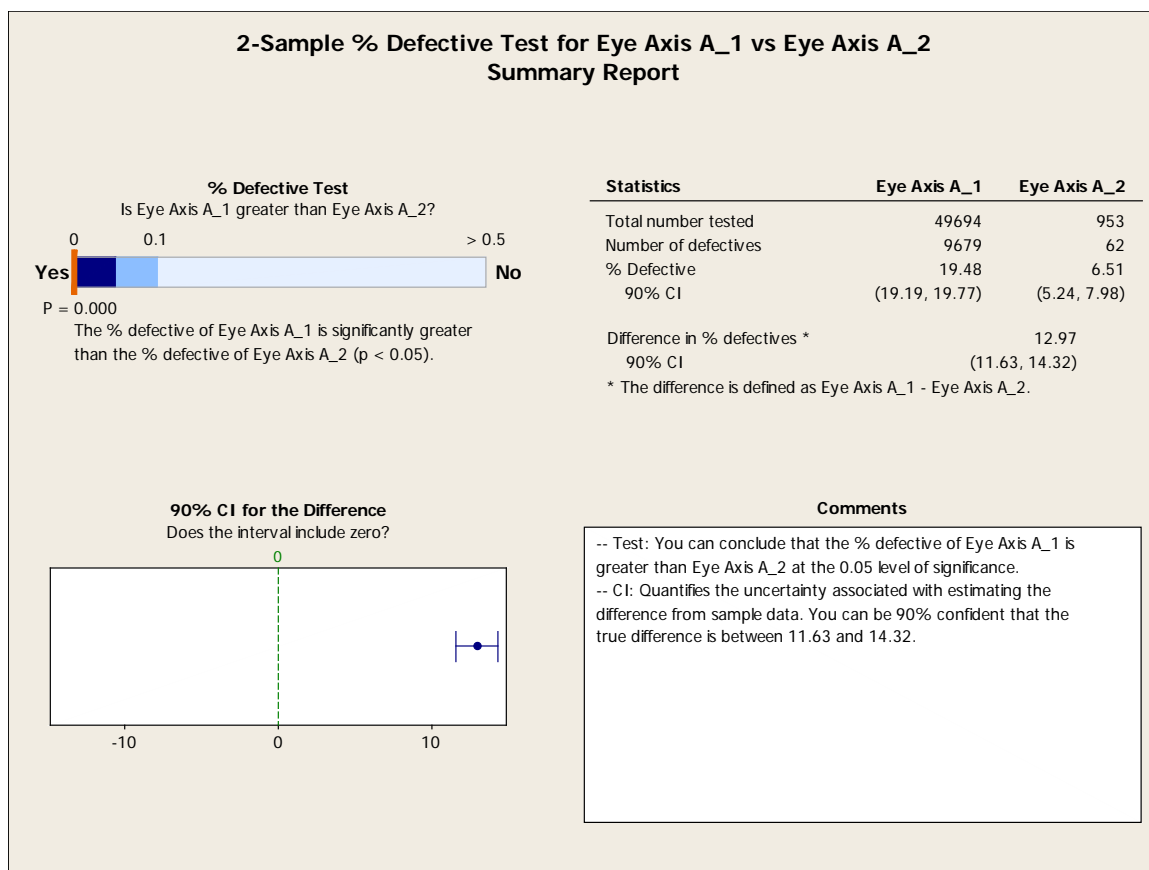 2-Sample % Defective Test for Eye Axis A_1 vs Eye Axis A_2
Summary Report
% Defective Test
Is Eye Axis A_1 greater than Eye Axis A_2?
0 0.1 > 0.5
Yes No
P = 0.000
The % defective of Eye Axis A_1 is significantly greater
than the % defective of Eye Axis A_2 (p < 0.05).
Statistics Eye Axis A_1 Eye Axis A_2
Total number tested 49694 953
Number of defectives 9679 62
% Defective 19.48 6.51
90% CI (19.19, 19.77) (5.24, 7.98)
Difference in % defectives * 12.97
90% CI (11.63, 14.32)
* The difference is defined as Eye Axis A_1 - Eye Axis A_2.
90% CI for the Difference
Does the interval include zero?
0
-10 0 10
Comments
-- Test: You can conclude that the % defective of Eye Axis A_1 is
greater than Eye Axis A_2 at the 0.05 level of significance.
-- CI: Quantifies the uncertainty associated with estimating the
difference from sample data. You can be 90% confident that the
true difference is between 11.63 and 14.32.